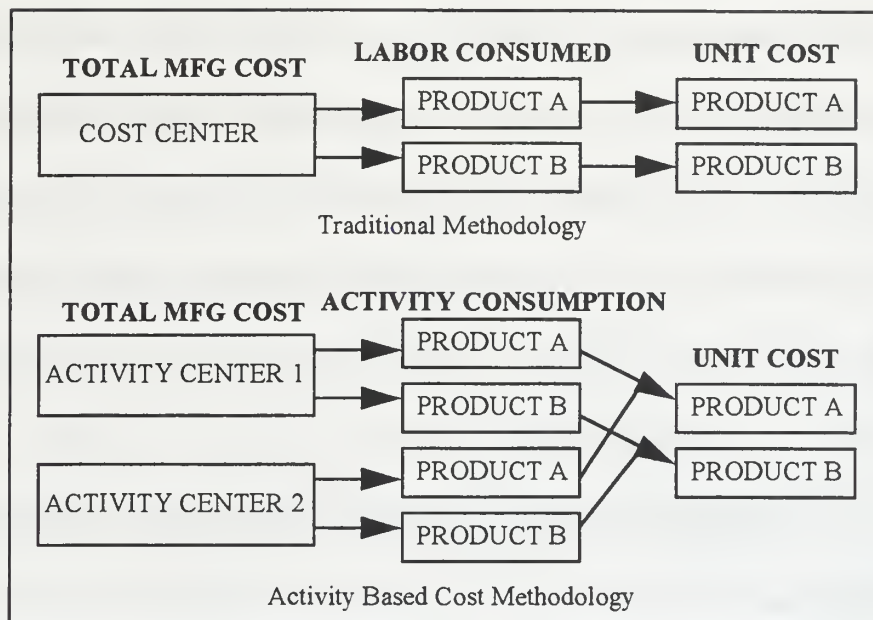 TOTAL MFG COST
LABOR CONSUMED
UNIT COST
COST CENTER
PRODUCT A
PRODUCT A
PRODUCT B
PRODUCT B
Traditional Methodology
TOTAL MFG COST
ACTIVITY CONSUMPTION
UNIT COST
ACTIVITY CENTER 1
PRODUCT A
PRODUCT B
PRODUCT A
ACTIVITY CENTER 2
PRODUCT A
PRODUCT B
PRODUCT B
Activity Based Cost Methodology